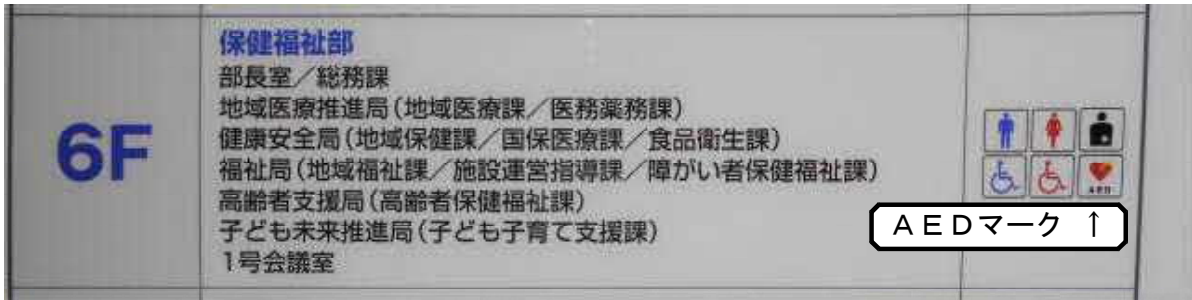 6F
保健福祉部
部長室／総務課
地域医療推進局(地域医療課／医務薬務課)
健康安全局(地域保健課／国保医療課／食品衛生課)
福祉局(地域福祉課／施設運営指導課／障がい者保健福祉課)
高齢者支援局(高齢者保健福祉課)
子ども未来推進局(子ども子育て支援課)
1号会議室
AED
ＡＥＤマーク ↑